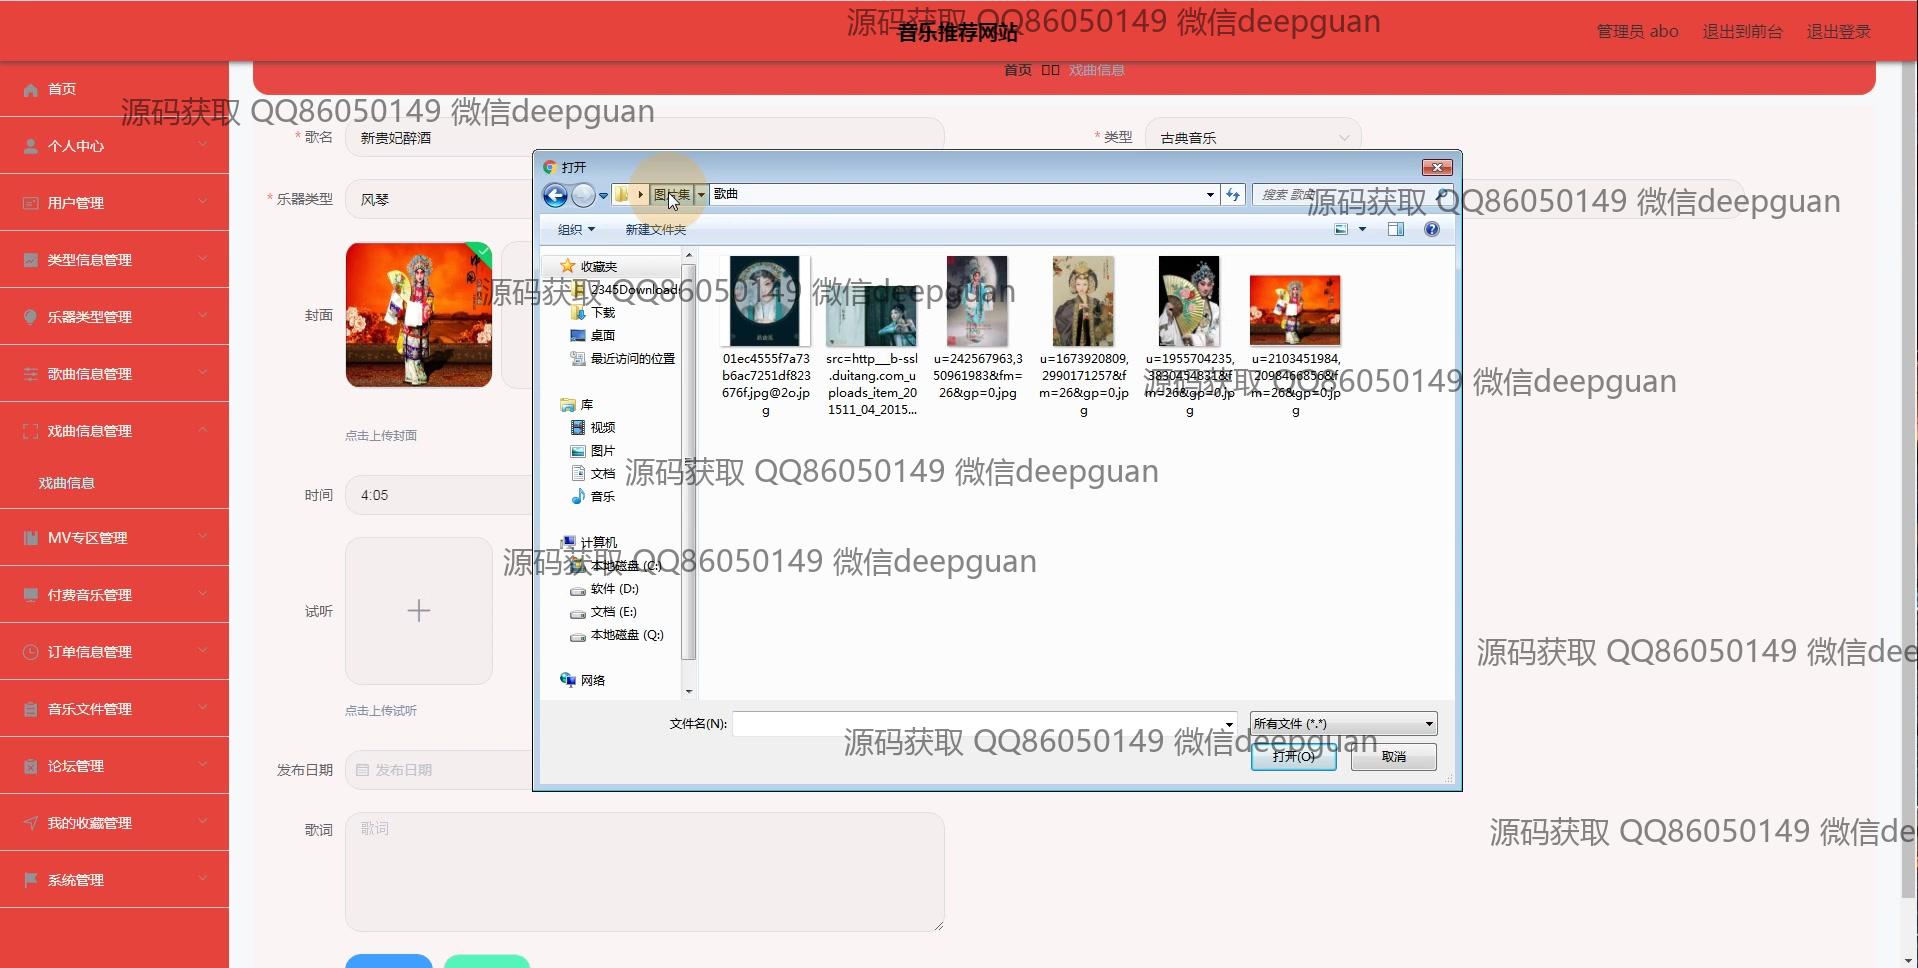 源码获取 QQ86050149 微信deepguan
音乐推荐网站
管理员 abo
退出到前台
退出登录
首页
戏曲信息
首页
源码获取 QQ86050149 微信deepguan
个人中心
用户管理
类型信息管理
乐器类型管理
歌曲信息管理
戏曲信息管理
戏曲信息
MV专区管理
付费音乐管理
订单信息管理
音乐文件管理
论坛管理
我的收藏管理
系统管理
* 歌名
新贵妃醉酒
* 类型
古典音乐
* 乐器类型
风琴
封面
点击上传封面
时间
4:05
试听
点击上传试听
发布日期
发布日期
歌词
歌词
打开
图片集
歌曲
搜索 歌曲
源码获取 QQ86050149 微信deepguan
组织
新建文件夹
收藏夹
2345Downloads
源码获取 QQ86050149 微信deepguan
下载
桌面
最近访问的位置
库
视频
图片
文档
音乐
计算机
本地磁盘 (C:)
软件 (D:)
文档 (E:)
本地磁盘 (Q:)
网络
01ec4555f7a73
b6ac7251df823
676f.jpg@2o.jp
g
src=http__b-ssl
.duitang.com_u
ploads_item_20
1511_04_2015...
u=242567963,3
50961983&fm=
26&gp=0.jpg
u=1673920809,
2990171257&f
m=26&gp=0.jp
g
u=1955704235,
m=26&gp=0.jp
g
u=2103451984,
m=26&gp=0.jp
g
源码获取 QQ86050149 微信deepguan
源码获取 QQ86050149 微信deepguan
源码获取 QQ86050149 微信deepguan
源码获取 QQ86050149 微信dee
文件名(N):
所有文件 (*.*)
源码获取 QQ86050149 微信deepguan
打开(O)
取消
源码获取 QQ86050149 微信de